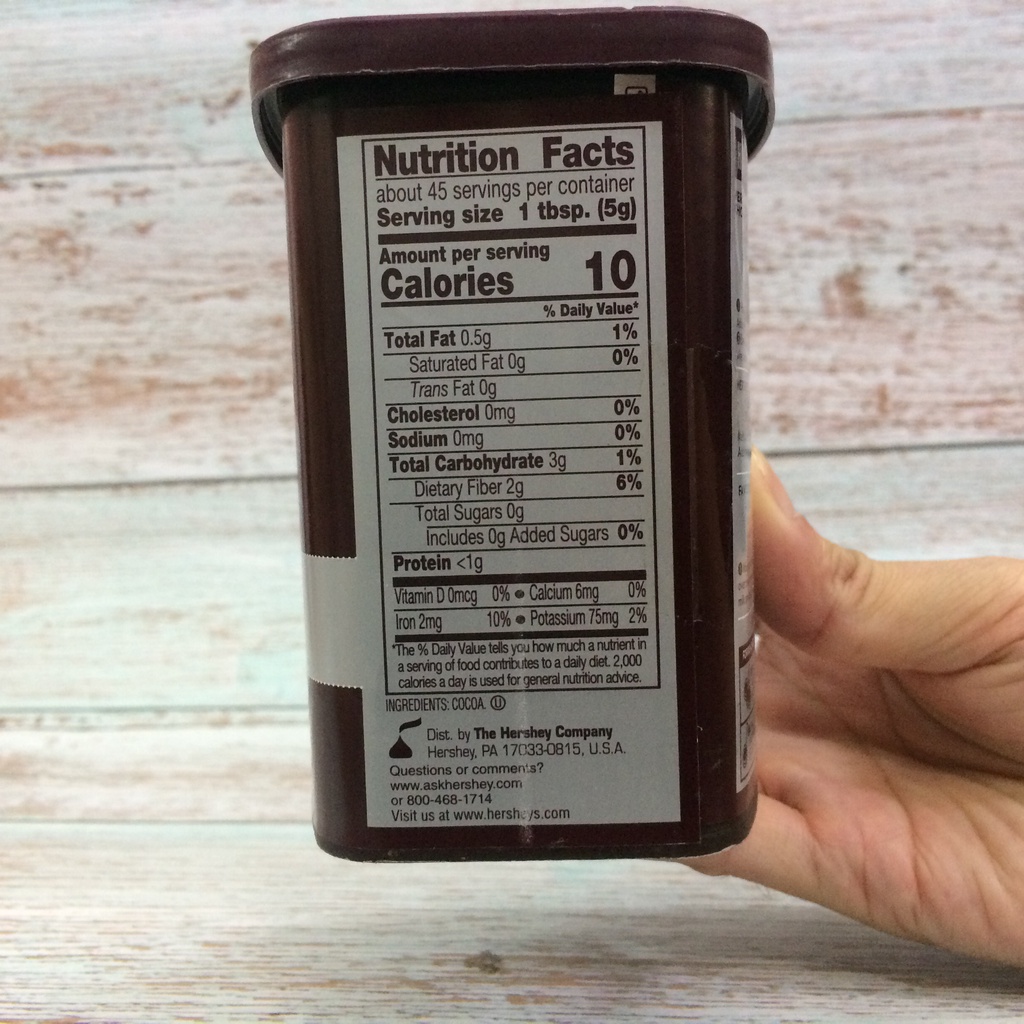 Nutrition Facts
about 45 servings per container
Serving size 1 tbsp. (5g)
Amount per serving
Calories 10
% Daily Value*
Total Fat 0.5g 1%
Saturated Fat 0g 0%
Trans Fat 0g
Cholesterol 0mg 0%
Sodium 0mg 0%
Total Carbohydrate 3g 1%
Dietary Fiber 2g 6%
Total Sugars 0g
Includes 0g Added Sugars 0%
Protein <1g
Vitamin D 0mcg 0% • Calcium 6mg 0%
Iron 2mg 10% • Potassium 75mg 2%
*The % Daily Value tells you how much a nutrient in
a serving of food contributes to a daily diet. 2,000
calories a day is used for general nutrition advice.
INGREDIENTS: COCOA. Ⓤ
Dist. by The Hershey Company
Hershey, PA 17033-0815, U.S.A.
Questions or comments?
www.askhershey.com
or 800-468-1714
Visit us at www.hersheys.com